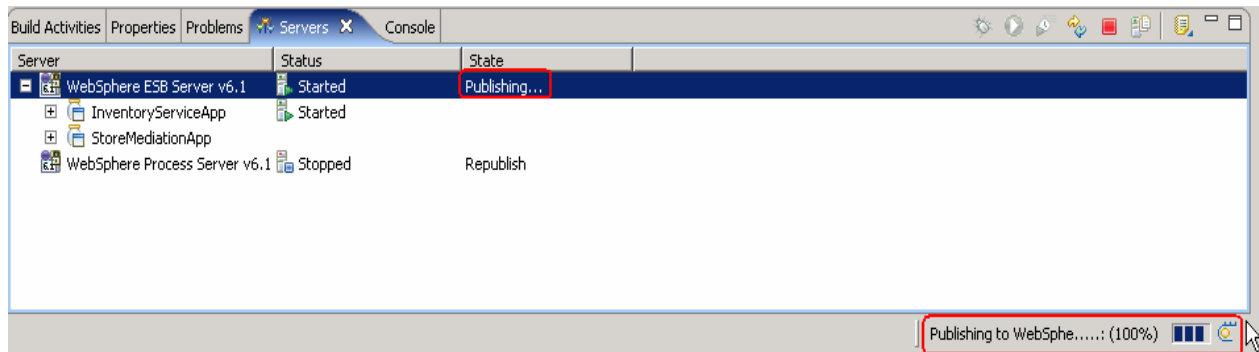 Build Activities Properties Problems Servers X Console
Server Status State
WebSphere ESB Server v6.1 Started Publishing...
InventoryServiceApp Started
StoreMediationApp
WebSphere Process Server v6.1 Stopped Republish
Publishing to WebSphe.....: (100%)